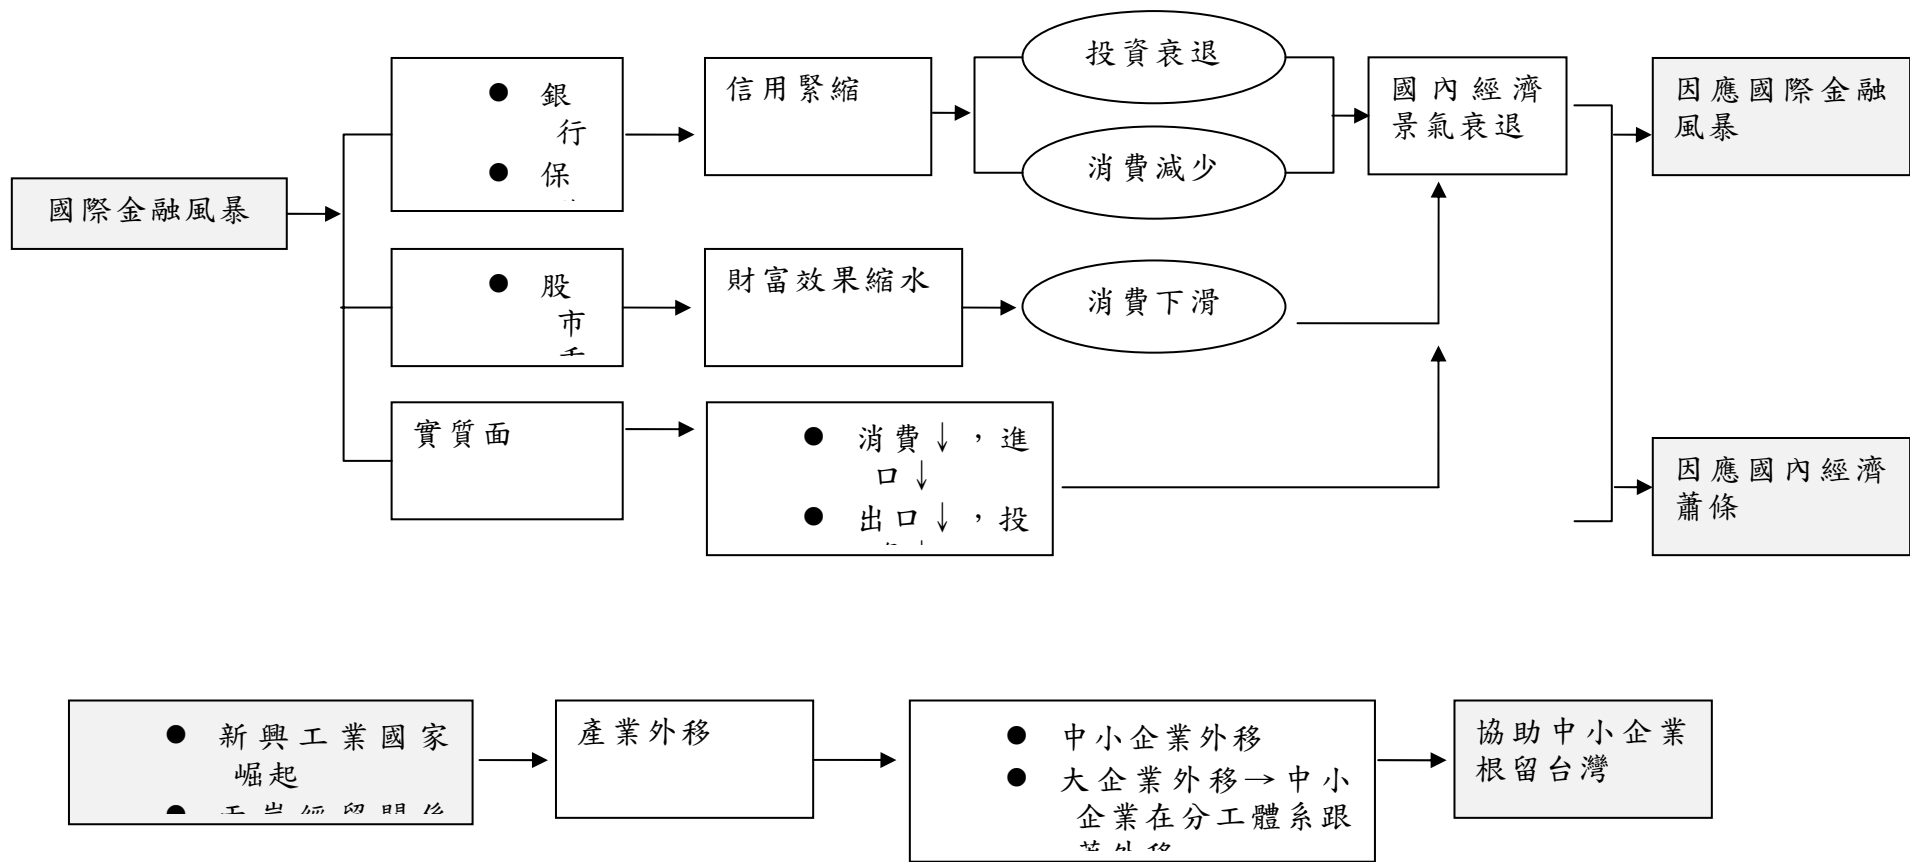 國際金融風暴
● 銀
行
● 保
信用緊縮
投資衰退
消費減少
國內經濟
景氣衰退
因應國際金融
風暴
● 股
市
財富效果縮水
消費下滑
實質面
● 消費↓，進
口↓
● 出口↓，投
因應國內經濟
蕭條
● 新興工業國家
崛起
產業外移
● 中小企業外移
● 大企業外移→中小
企業在分工體系跟
協助中小企業
根留台灣